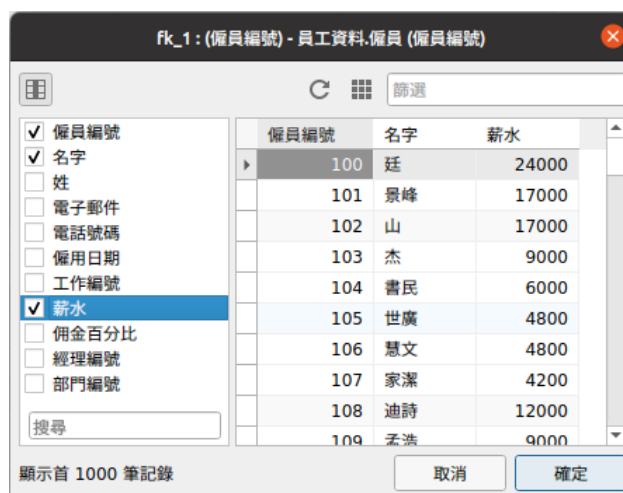 fk_1 : (僱員編號) - 員工資料.僱員 (僱員編號)
篩選
僱員編號
名字
姓
電子郵件
電話號碼
僱用日期
工作編號
薪水
佣金百分比
經理編號
部門編號
搜尋
僱員編號 名字 薪水
100 廷 24000
101 景峰 17000
102 山 17000
103 杰 9000
104 書民 6000
105 世廣 4800
106 慧文 4800
107 家潔 4200
108 迪詩 12000
109 孟浩 9000
顯示首 1000 筆記錄
取消
確定